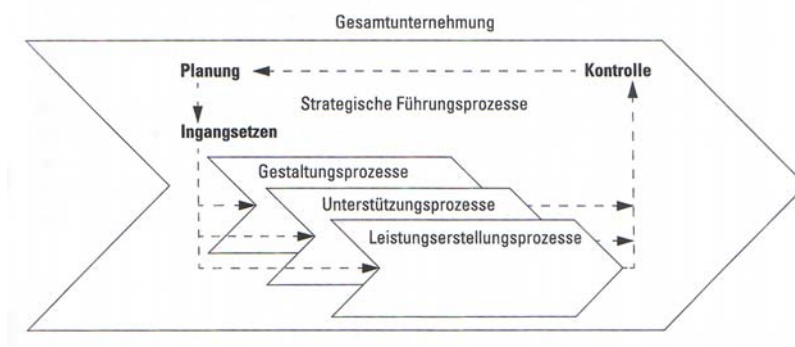 Gesamtunternehmung
Planung
Kontrolle
Strategische Führungsprozesse
Ingangsetzen
Gestaltungsprozesse
Unterstützungsprozesse
Leistungserstellungsprozesse